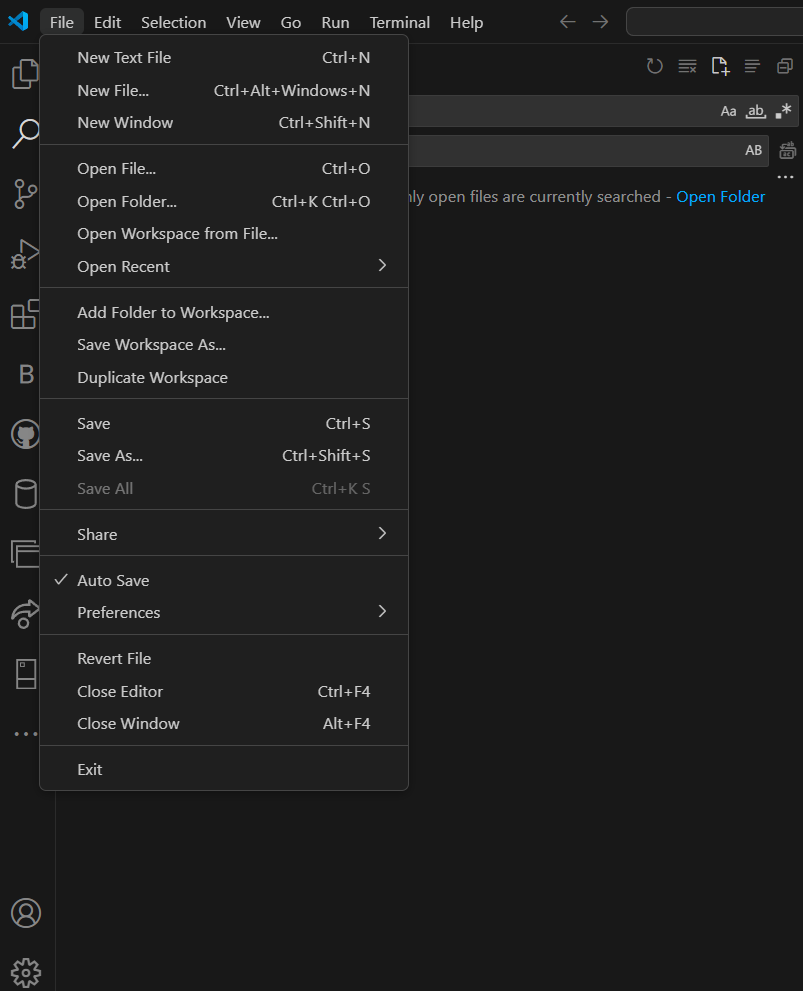 File Edit Selection View Go Run Terminal Help
New Text File Ctrl+N
New File... Ctrl+Alt+Windows+N
New Window Ctrl+Shift+N
Aa ab
Open File... Ctrl+O
AB
Open Folder... Ctrl+K Ctrl+O
open files are currently searched - Open Folder
Open Workspace from File...
Open Recent
Add Folder to Workspace...
Save Workspace As...
Duplicate Workspace
B
Save Ctrl+S
Save As... Ctrl+Shift+S
Save All Ctrl+K S
Share
Auto Save
Preferences
Revert File
Close Editor Ctrl+F4
Close Window Alt+F4
Exit